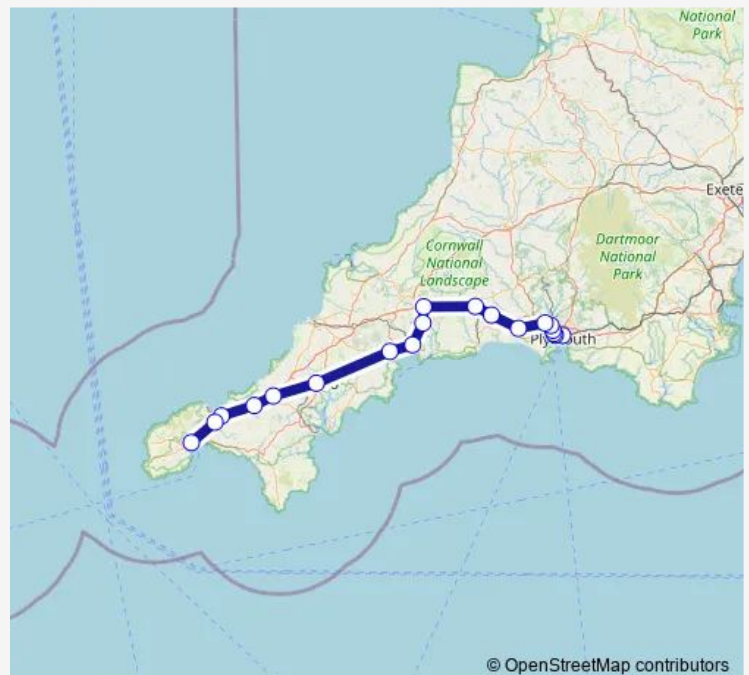 National
Park
Exete
Cornwall
National
Landscape
Dartmoor
National
Park
Plymouth
© OpenStreetMap contributors